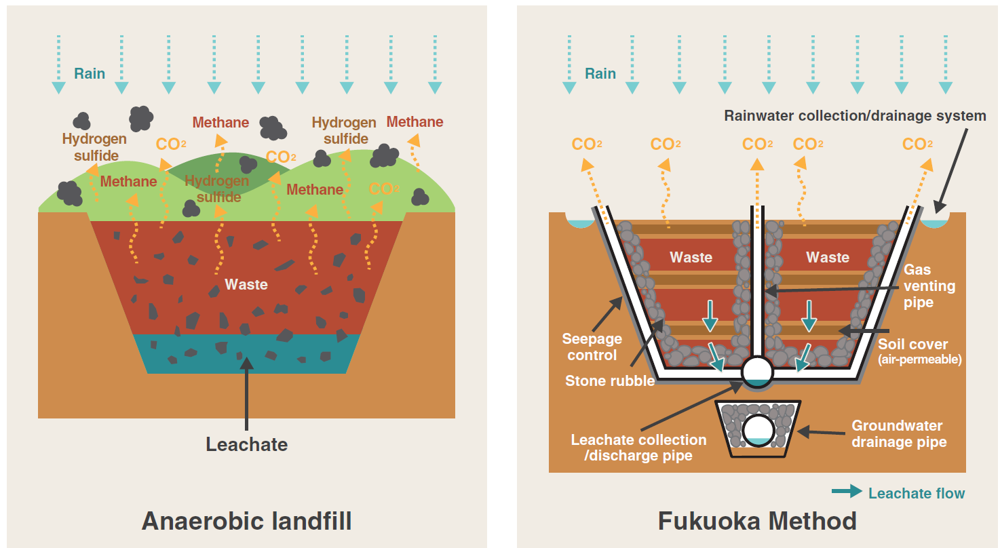 Rain
Methane
Hydrogen
sulfide
Methane
Hydrogen
sulfide
CO2
CO2
Methane
Hydrogen
sulfide
Methane
CO2
Waste
Leachate
Anaerobic landfill
Rain
Rainwater collection/drainage system
CO2
CO2
CO2
CO2
CO2
Waste
Waste
Gas
venting
pipe
Seepage
control
Soil cover
(air-permeable)
Stone rubble
Leachate collection
/discharge pipe
Groundwater
drainage pipe
Leachate flow
Fukuoka Method